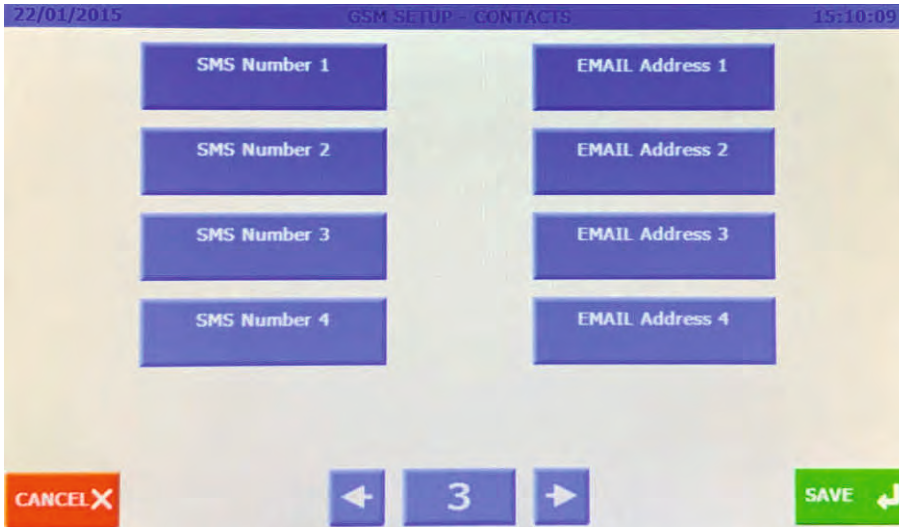 22/01/2015 GSM SETUP - CONTACTS 15:10:09
SMS Number 1 EMAIL Address 1
SMS Number 2 EMAIL Address 2
SMS Number 3 EMAIL Address 3
SMS Number 4 EMAIL Address 4
CANCEL X 3 SAVE